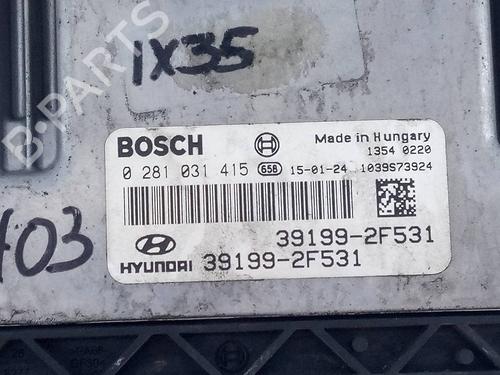 IX35
B-PARTS
BOSCH
Made in Hungary
1354 0220
0 281 031 415 658 15-01-24 1039S73924
39199-2F531
HYUNDAI 39199-2F531
403